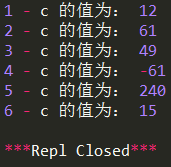 1 - c 的值为： 12
2 - c 的值为： 61
3 - c 的值为： 49
4 - c 的值为： -61
5 - c 的值为： 240
6 - c 的值为： 15
***Repl Closed***